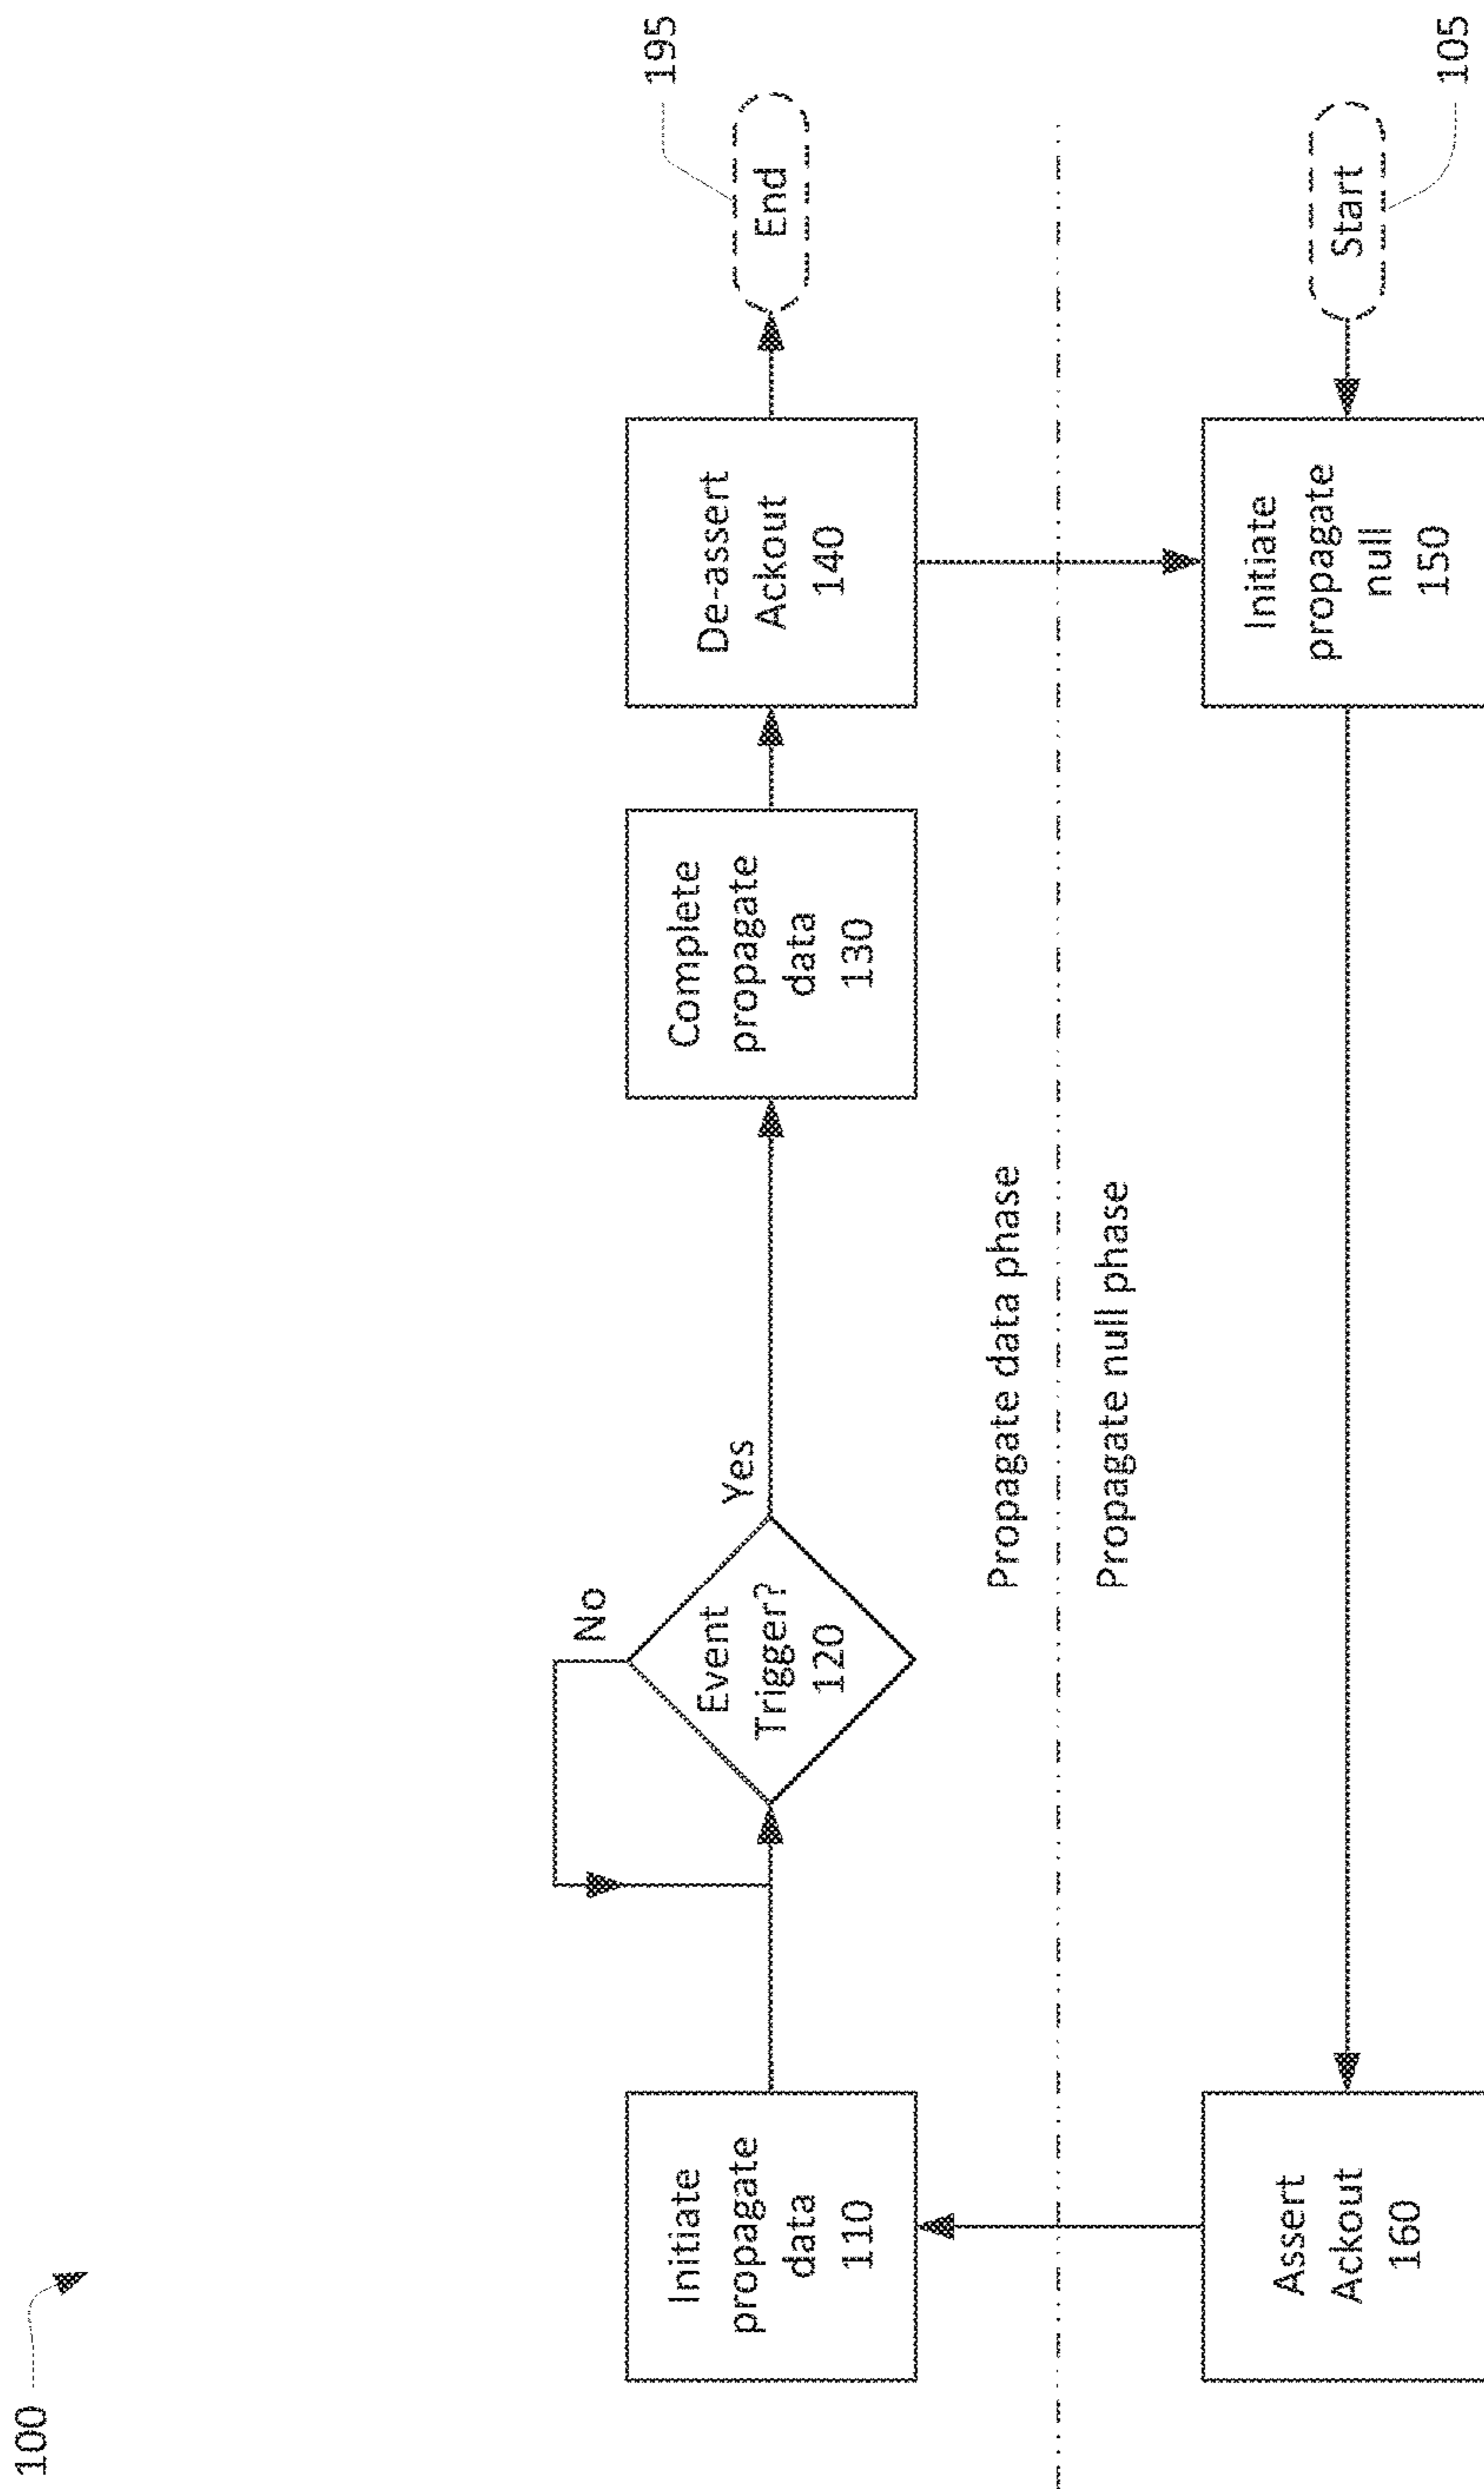 100
Initiate
propagate
data
110
No
Event
Trigger?
120
Yes
Complete
propagate
data
130
De-assert
Ackout
140
End
195
Propagate data phase
Propagate null phase
Assert
Ackout
160
Initiate
propagate
null
150
Start
105